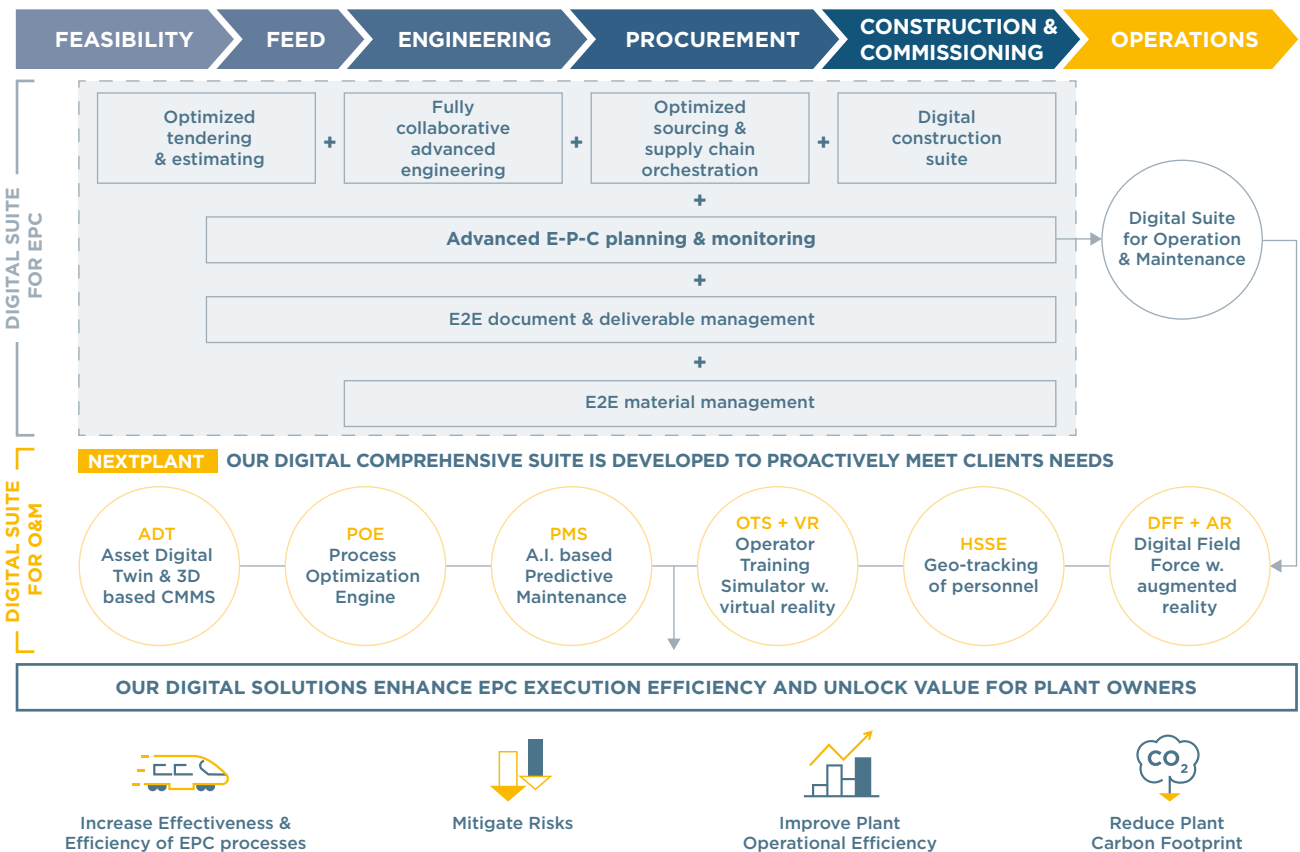 FEASIBILITY
FEED
ENGINEERING
PROCUREMENT
CONSTRUCTION &
COMMISSIONING
OPERATIONS
DIGITAL SUITE
FOR EPC
Optimized
tendering
& estimating
+
Fully
collaborative
advanced
engineering
+
Optimized
sourcing &
supply chain
orchestration
+
Digital
construction
suite
+
Advanced E-P-C planning & monitoring
+
E2E document & deliverable management
+
E2E material management
Digital Suite
for Operation
& Maintenance
DIGITAL SUITE
FOR O&M
NEXTPLANT OUR DIGITAL COMPREHENSIVE SUITE IS DEVELOPED TO PROACTIVELY MEET CLIENTS NEEDS
ADT
Asset Digital
Twin & 3D
based CMMS
POE
Process
Optimization
Engine
PMS
A.I. based
Predictive
Maintenance
OTS + VR
Operator
Training
Simulator w.
virtual reality
HSSE
Geo-tracking
of personnel
DFF + AR
Digital Field
Force w.
augmented
reality
OUR DIGITAL SOLUTIONS ENHANCE EPC EXECUTION EFFICIENCY AND UNLOCK VALUE FOR PLANT OWNERS
Increase Effectiveness &
Efficiency of EPC processes
Mitigate Risks
Improve Plant
Operational Efficiency
CO2
Reduce Plant
Carbon Footprint